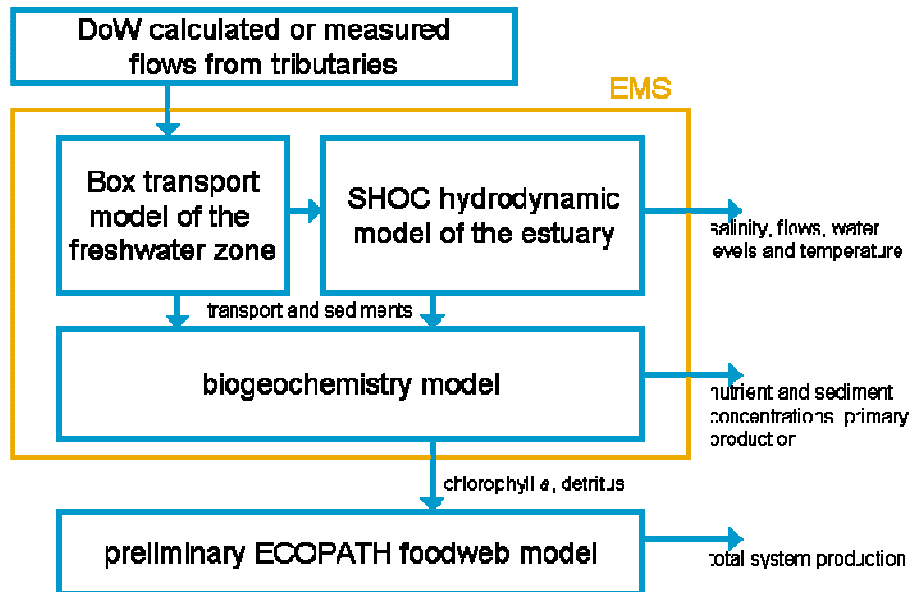 DoW calculated or measured
flows from tributaries
EMS
Box transport
model of the
freshwater zone
SHOC hydrodynamic
model of the estuary
salinity, flows, water
levels and temperature
transport and sediments
biogeochemistry model
nutrient and sediment
concentrations, primary
production
chlorophyll a, detritus
preliminary ECOPATH foodweb model
total system production